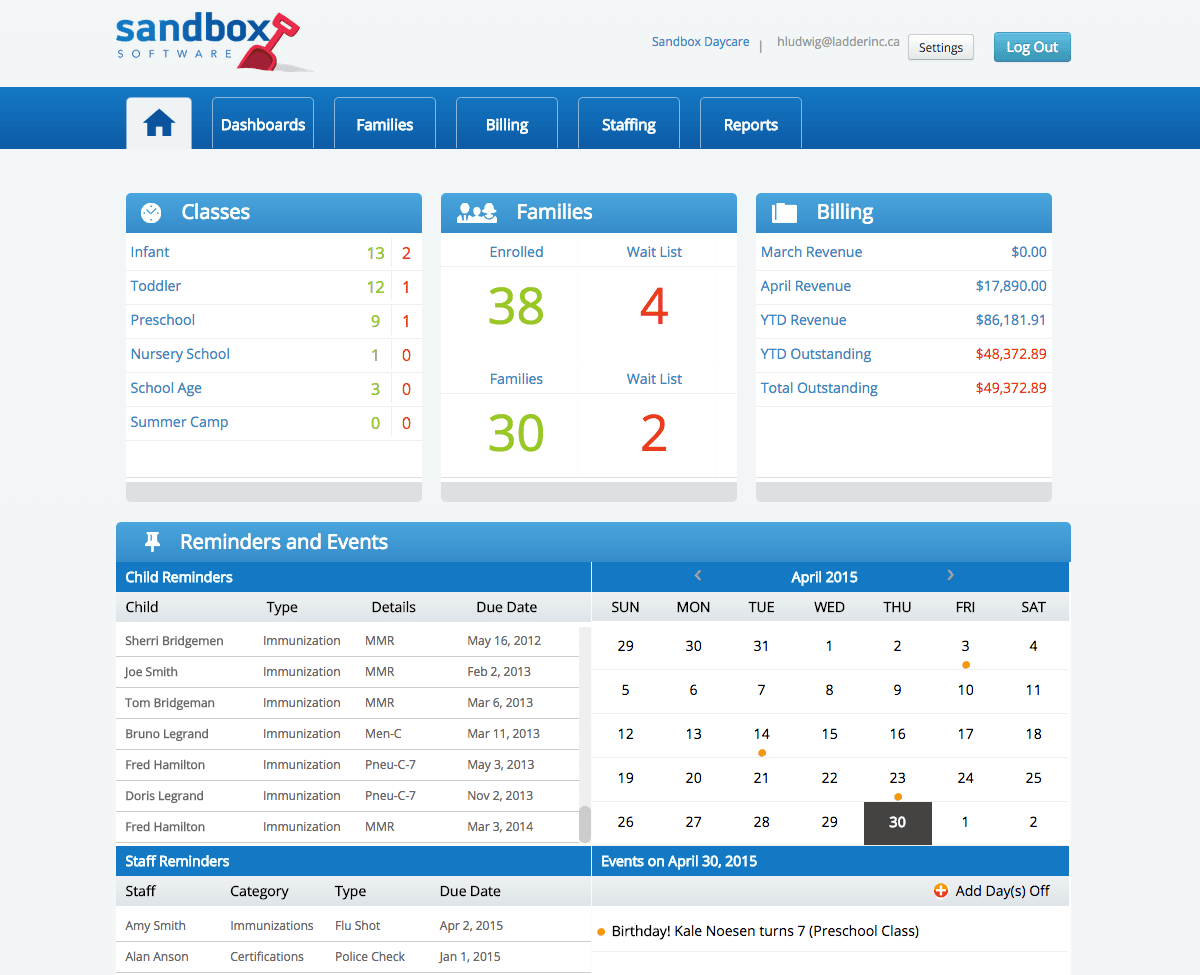 sandbox
SOFTWARE
Sandbox Daycare | hludwig@ladderinc.ca Settings Log Out
Dashboards Families Billing Staffing Reports
Classes
Infant 13 2
Toddler 12 1
Preschool 9 1
Nursery School 1 0
School Age 3 0
Summer Camp 0 0
Families
Enrolled Wait List
38 4
Families Wait List
30 2
Billing
March Revenue $0.00
April Revenue $17,890.00
YTD Revenue $86,181.91
YTD Outstanding $48,372.89
Total Outstanding $49,372.89
Reminders and Events
Child Reminders
Child Type Details Due Date
Sherri Bridgemen Immunization MMR May 16, 2012
Joe Smith Immunization MMR Feb 2, 2013
Tom Bridgeman Immunization MMR Mar 6, 2013
Bruno Legrand Immunization Men-C Mar 11, 2013
Fred Hamilton Immunization Pneu-C-7 May 3, 2013
Doris Legrand Immunization Pneu-C-7 Nov 2, 2013
Fred Hamilton Immunization MMR Mar 3, 2014
April 2015
SUN MON TUE WED THU FRI SAT
29 30 31 1 2 3 4
5 6 7 8 9 10 11
12 13 14 15 16 17 18
19 20 21 22 23 24 25
26 27 28 29 30 1 2
Staff Reminders
Staff Category Type Due Date
Amy Smith Immunizations Flu Shot Apr 2, 2015
Alan Anson Certifications Police Check Jan 1, 2015
Events on April 30, 2015
Add Day(s) Off
Birthday! Kale Noesen turns 7 (Preschool Class)